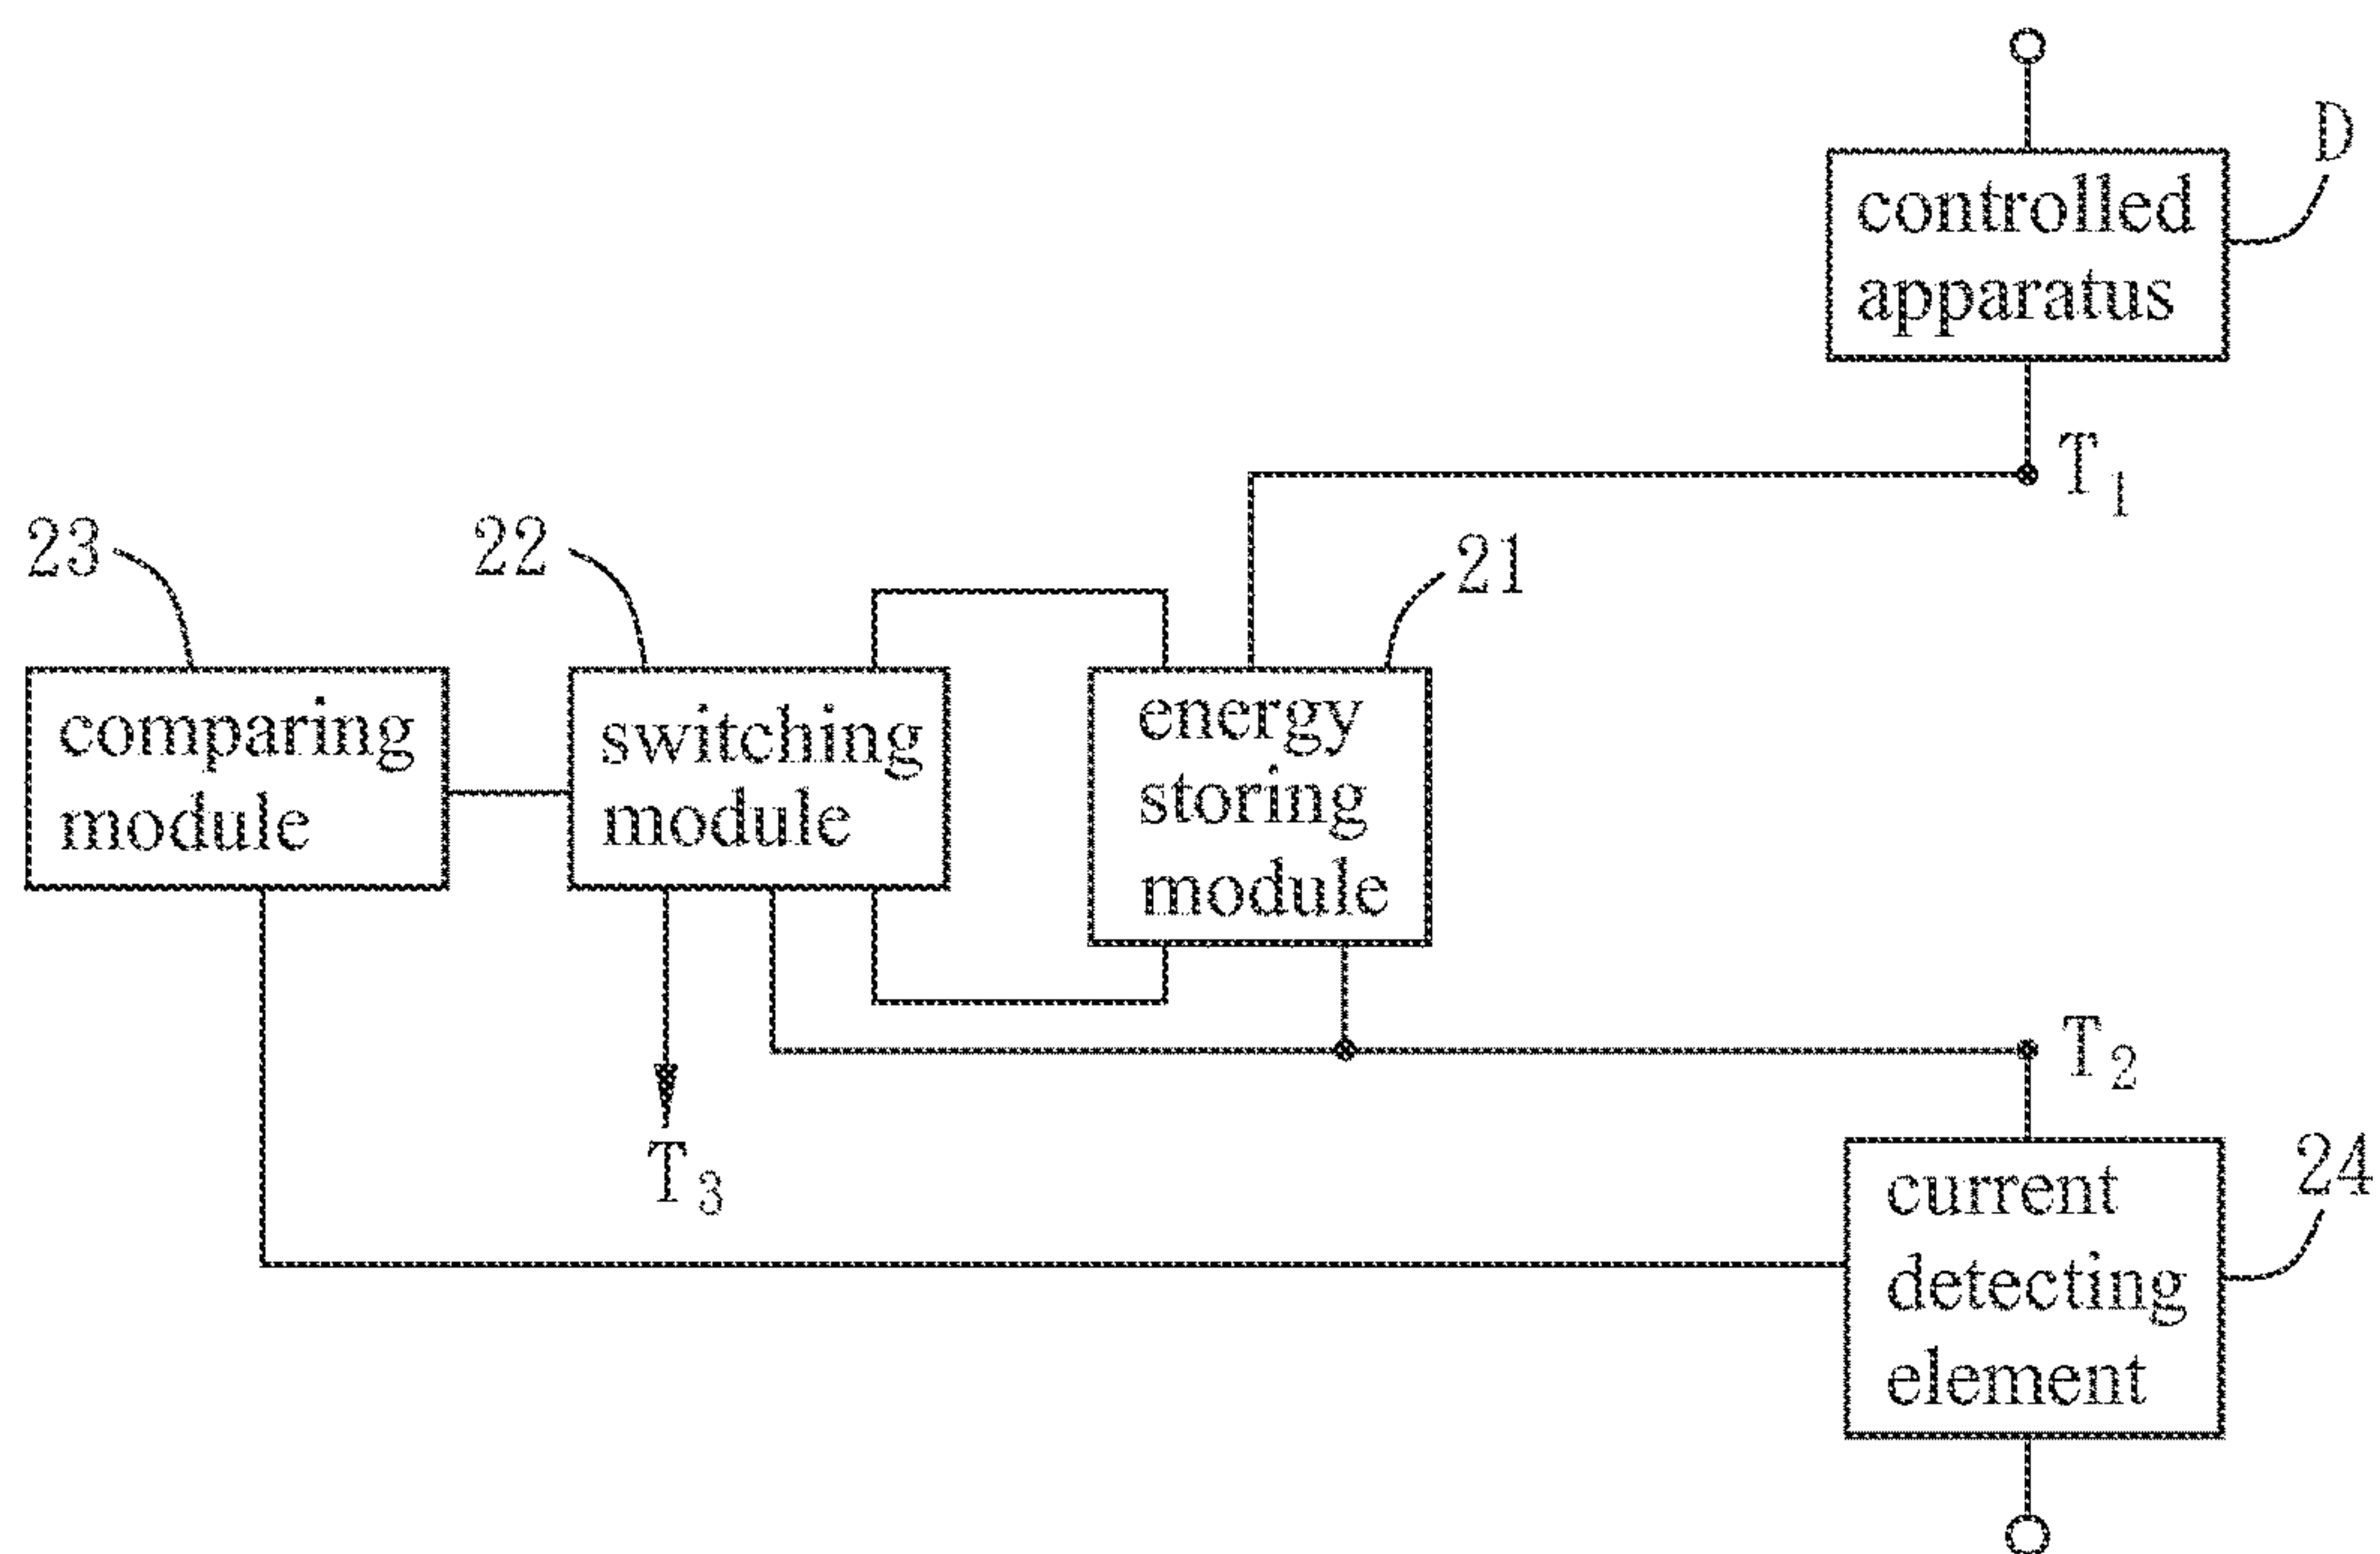 D
controlled
apparatus
T1
23
22
21
comparing
module
switching
module
energy
storing
module
T2
T3
24
current
detecting
element